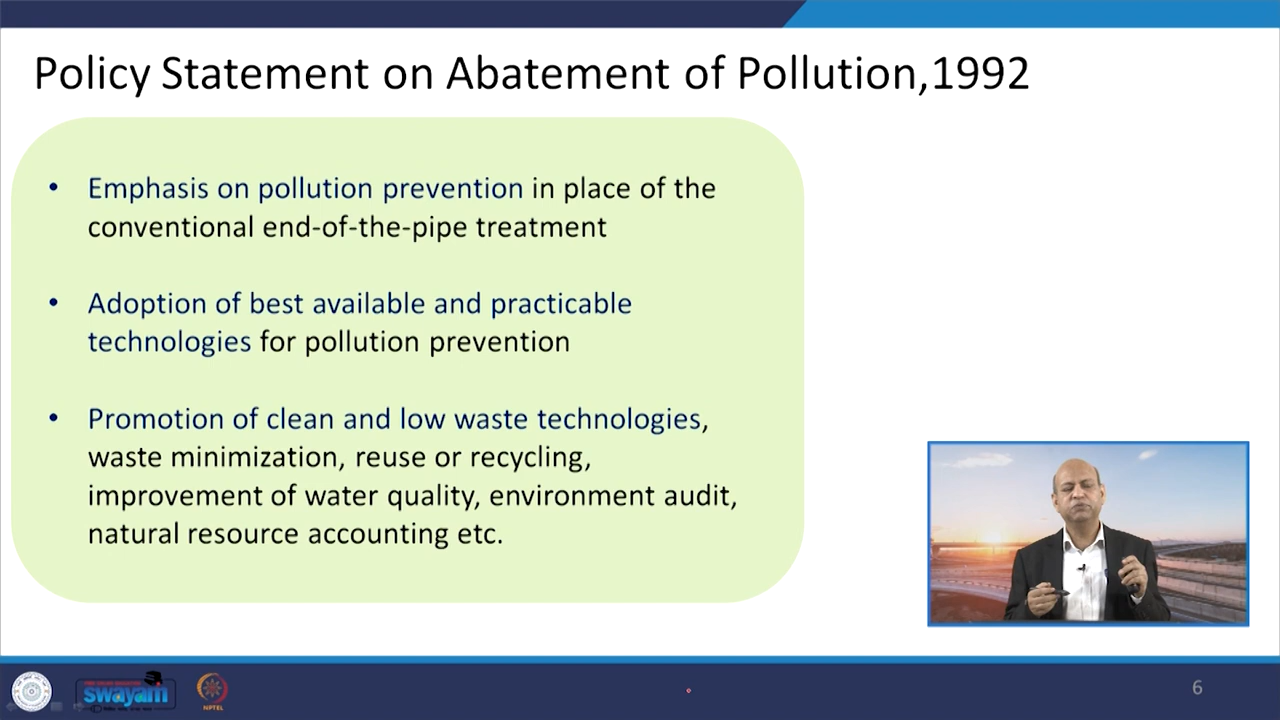 Policy Statement on Abatement of Pollution,1992
• Emphasis on pollution prevention in place of the
conventional end-of-the-pipe treatment
• Adoption of best available and practicable
technologies for pollution prevention
• Promotion of clean and low waste technologies,
waste minimization, reuse or recycling,
improvement of water quality, environment audit,
natural resource accounting etc.
swayam
NPTEL
6